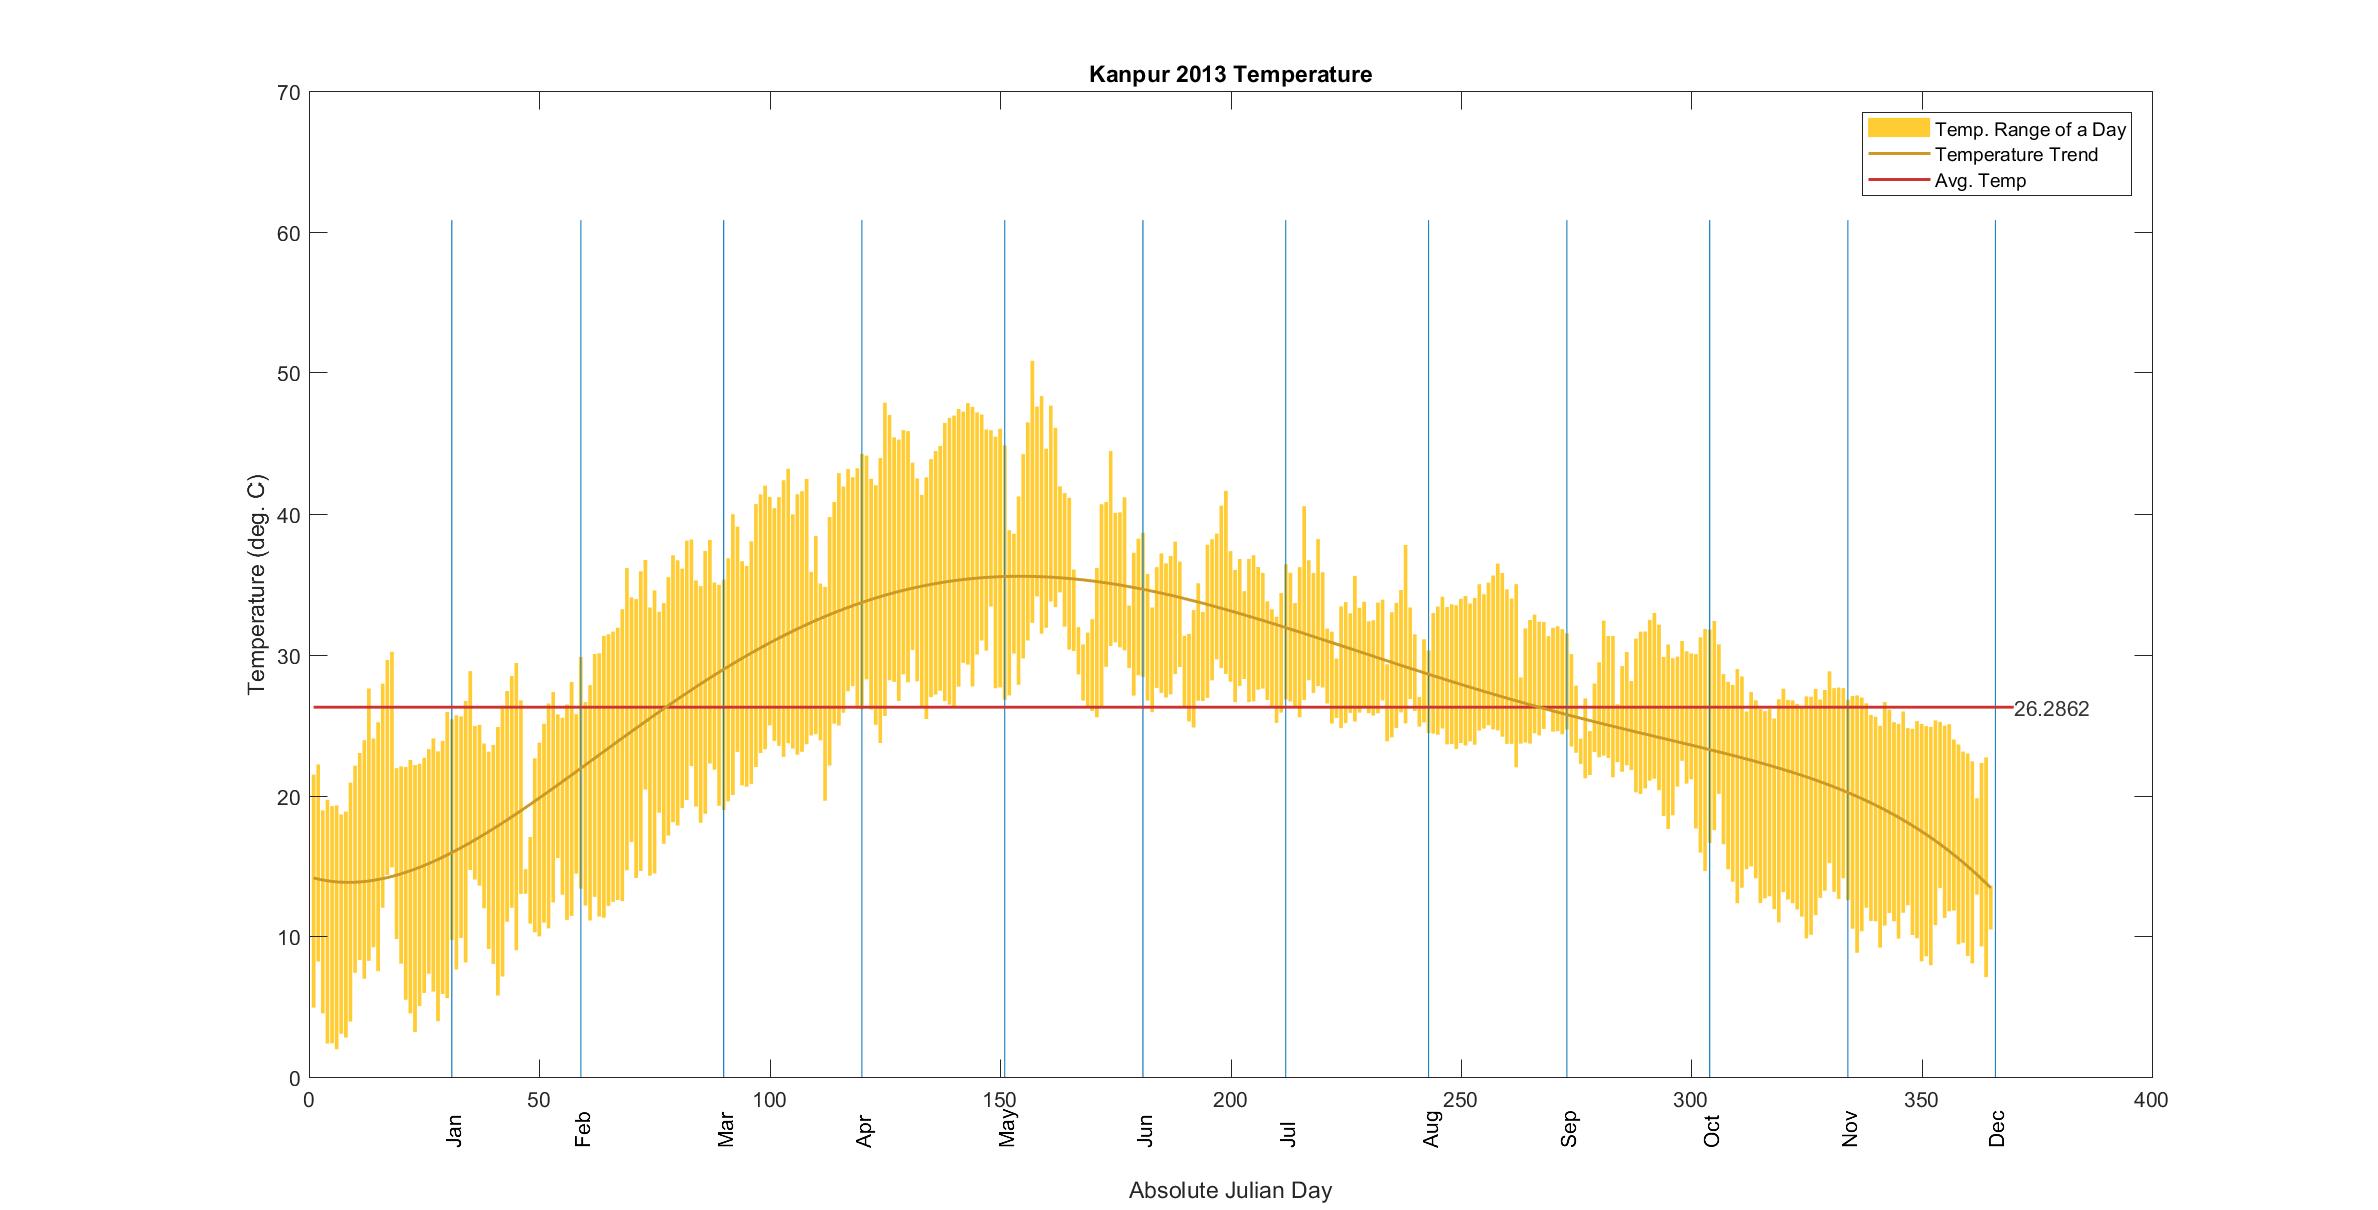 Kanpur 2013 Temperature
70
60
50
40
30
20
10
0
Temperature (deg. C)
Temp. Range of a Day
Temperature Trend
Avg. Temp
26.2862
0 50 100 150 200 250 300 350 400
Jan Feb Mar Apr May Jun Jul Aug Sep Oct Nov Dec
Absolute Julian Day